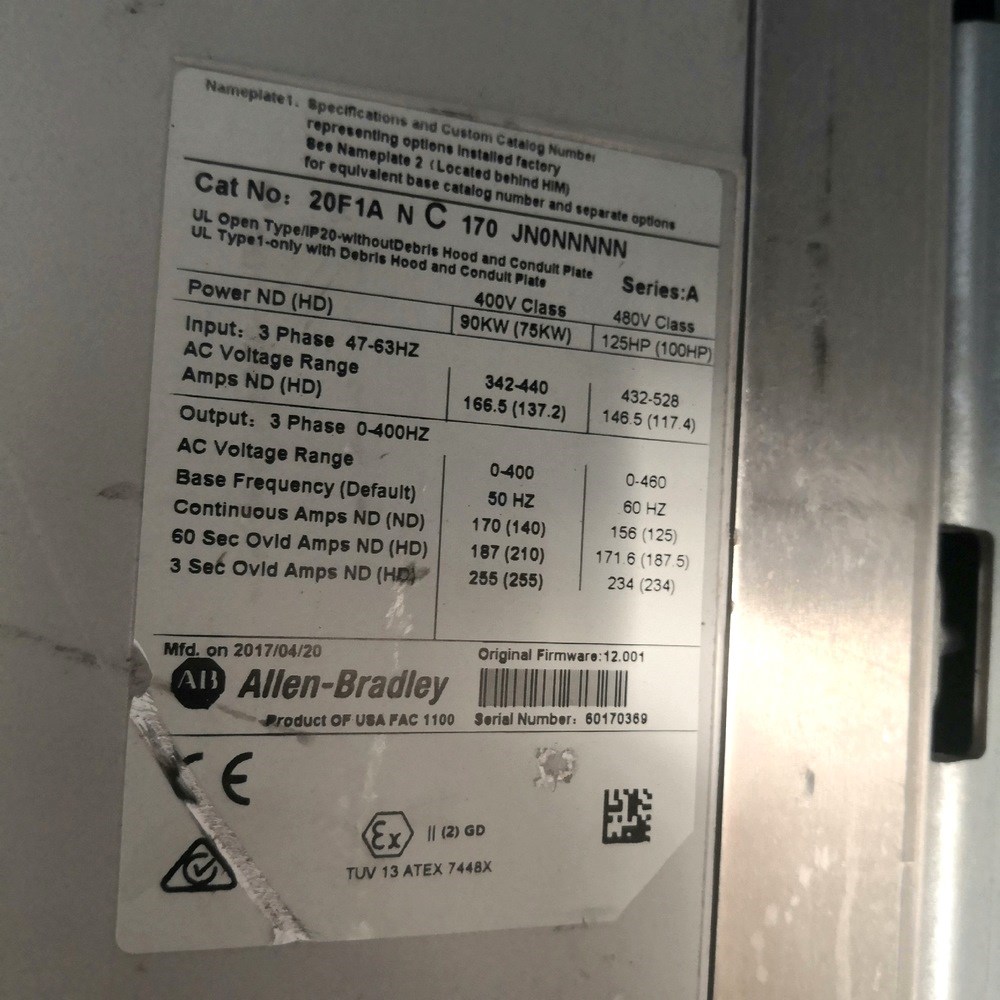 Nameplate1, Specifications and Custom Catalog Number
representing options installed factory
See Nameplate 2 (Located behind HIM)
for equivalent base catalog number and separate options
Cat No: 20F1A N C 170 JN0NNNNN
UL Open Type/IP20-withoutDebris Hood and Conduit Plate
UL Type1-only with Debris Hood and Conduit Plate
Series:A
400V Class 480V Class
Power ND (HD) 90KW (75KW) 125HP (100HP)
Input: 3 Phase 47-63HZ
AC Voltage Range 342-440 432-528
Amps ND (HD) 166.5 (137.2) 146.5 (117.4)
Output: 3 Phase 0-400HZ
AC Voltage Range 0-400 0-460
Base Frequency (Default) 50 HZ 60 HZ
Continuous Amps ND (ND) 170 (140) 156 (125)
60 Sec Ovld Amps ND (HD) 187 (210) 171.6 (187.5)
3 Sec Ovld Amps ND (HD) 255 (255) 234 (234)
Mfd. on 2017/04/20 Original Firmware:12.001
AB Allen-Bradley
Product OF USA FAC 1100 Serial Number: 60170369
CE
Ex II (2) GD
TUV 13 ATEX 7448X